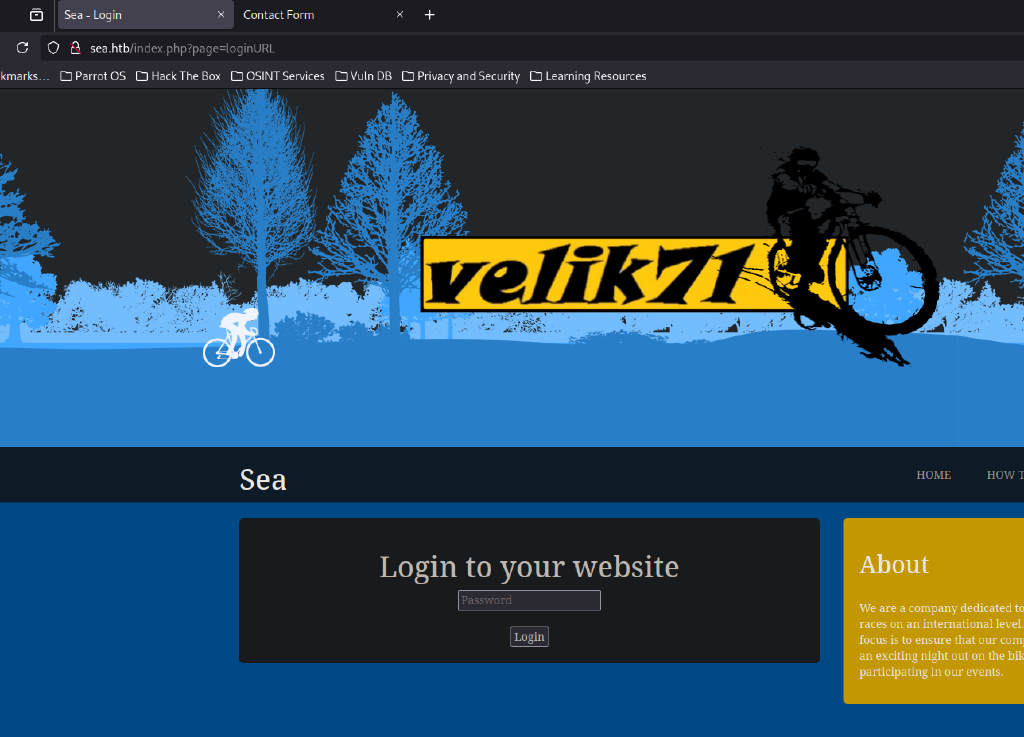 Sea - Login
Contact Form
sea.htb/index.php?page=loginURL
kmarks...
Parrot OS
Hack The Box
OSINT Services
Vuln DB
Privacy and Security
Learning Resources
velik71
Sea
HOME
HOW T
Login to your website
Password
Login
About
We are a company dedicated to
races on an international level.
focus is to ensure that our comp
an exciting night out on the bik
participating in our events.